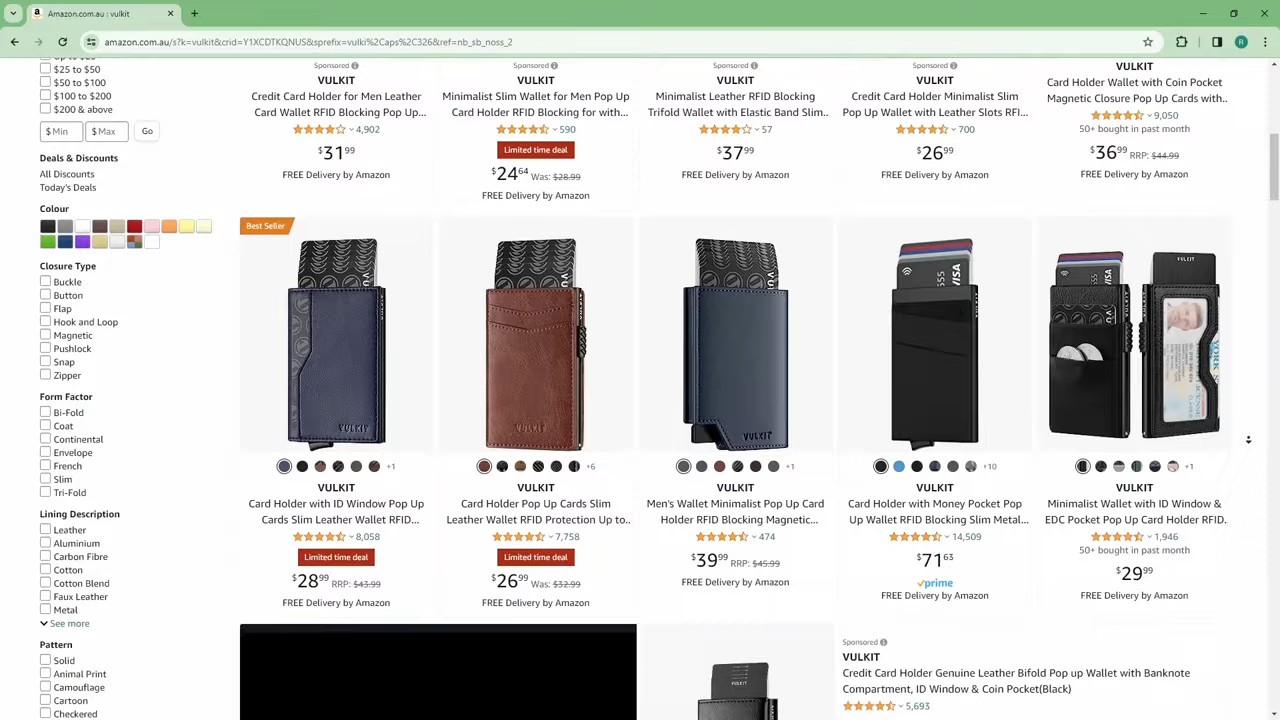 Amazon.com.au : vulkit
amazon.com.au/s?k=vulkit&crid=Y1XCDTKQNUS&sprefix=vulki%2Caps%2C326&ref=nb_sb_noss_2
R
Up to $25
$25 to $50
$50 to $100
$100 to $200
$200 & above
$ Min
$ Max
Go
Deals & Discounts
All Discounts
Today's Deals
Colour
Closure Type
Buckle
Button
Flap
Hook and Loop
Magnetic
Pushlock
Snap
Zipper
Form Factor
Bi-Fold
Coat
Continental
Envelope
French
Slim
Tri-Fold
Lining Description
Leather
Aluminium
Carbon Fibre
Cotton
Cotton Blend
Faux Leather
Metal
See more
Pattern
Solid
Animal Print
Camouflage
Cartoon
Checkered
Sponsored
VULKIT
Credit Card Holder for Men Leather
Card Wallet RFID Blocking Pop Up...
4,902
$31.99
FREE Delivery by Amazon
Sponsored
VULKIT
Minimalist Slim Wallet for Men Pop Up
Card Holder RFID Blocking for with...
590
Limited time deal
$24.64 Was: $28.99
FREE Delivery by Amazon
Sponsored
VULKIT
Minimalist Leather RFID Blocking
Trifold Wallet with Elastic Band Slim...
57
$37.99
FREE Delivery by Amazon
Sponsored
VULKIT
Credit Card Holder Minimalist Slim
Pop Up Wallet with Leather Slots RFI...
700
$26.99
FREE Delivery by Amazon
VULKIT
Card Holder Wallet with Coin Pocket
Magnetic Closure Pop Up Cards with...
9,050
50+ bought in past month
$36.99 RRP: $44.99
FREE Delivery by Amazon
Best Seller
VULKIT
+1
VULKIT
Card Holder with ID Window Pop Up
Cards Slim Leather Wallet RFID...
8,058
Limited time deal
$28.99 RRP: $43.99
FREE Delivery by Amazon
VULKIT
+6
VULKIT
Card Holder Pop Up Cards Slim
Leather Wallet RFID Protection Up to...
7,758
Limited time deal
$26.99 Was: $32.99
FREE Delivery by Amazon
VULKIT
+1
VULKIT
Men's Wallet Minimalist Pop Up Card
Holder RFID Blocking Magnetic...
474
$39.99 RRP: $45.99
FREE Delivery by Amazon
555
VISA
+10
VULKIT
Card Holder with Money Pocket Pop
Up Wallet RFID Blocking Slim Metal...
14,509
$71.63
prime
FREE Delivery by Amazon
555
VISA
VULKIT
+1
VULKIT
Minimalist Wallet with ID Window &
EDC Pocket Pop Up Card Holder RFID...
1,946
50+ bought in past month
$29.99
FREE Delivery by Amazon
VULKIT
Sponsored
VULKIT
Credit Card Holder Genuine Leather Bifold Pop up Wallet with Banknote
Compartment, ID Window & Coin Pocket(Black)
5,693